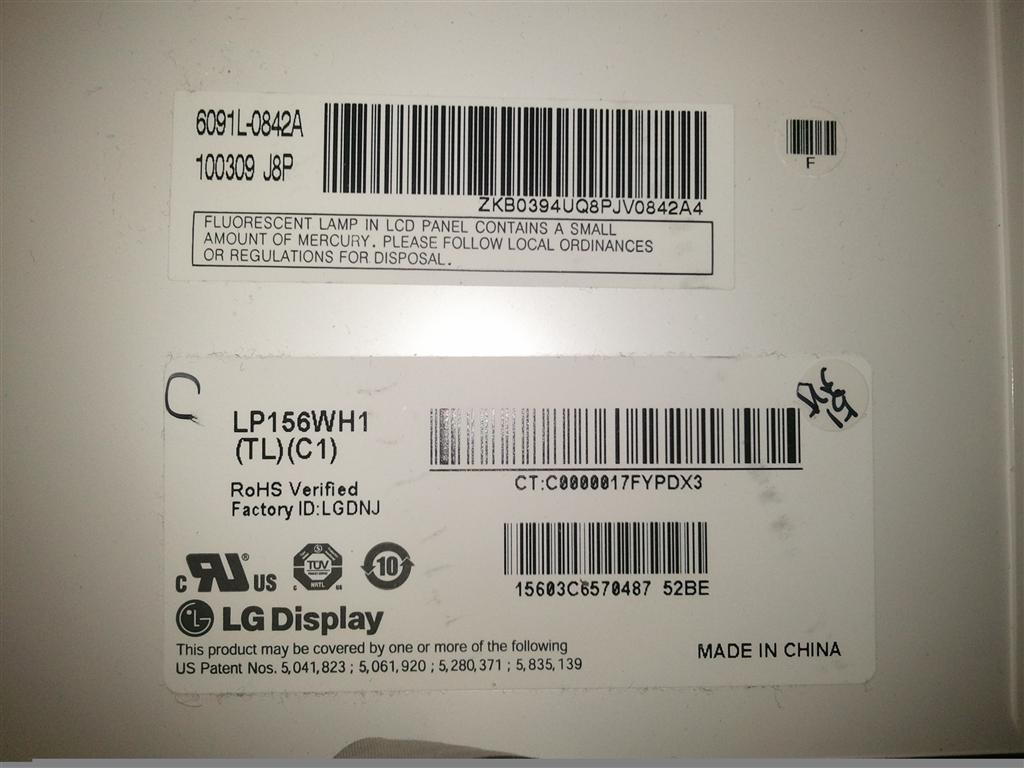 6091L-0842A
100309 J8P
ZKB0394UQ8PJV0842A4
FLUORESCENT LAMP IN LCD PANEL CONTAINS A SMALL
AMOUNT OF MERCURY. PLEASE FOLLOW LOCAL ORDINANCES
OR REGULATIONS FOR DISPOSAL.
F
C
LP156WH1
(TL)(C1)
CT:C0000017FYPDX3
RoHS Verified
Factory ID:LGDNJ
15603C6570487 52BE
c RU ® US
TÜV
NRTL
C US
10
LG Display
This product may be covered by one or more of the following
US Patent Nos. 5,041,823 ; 5,061,920 ; 5,280,371 ; 5,835,139
MADE IN CHINA